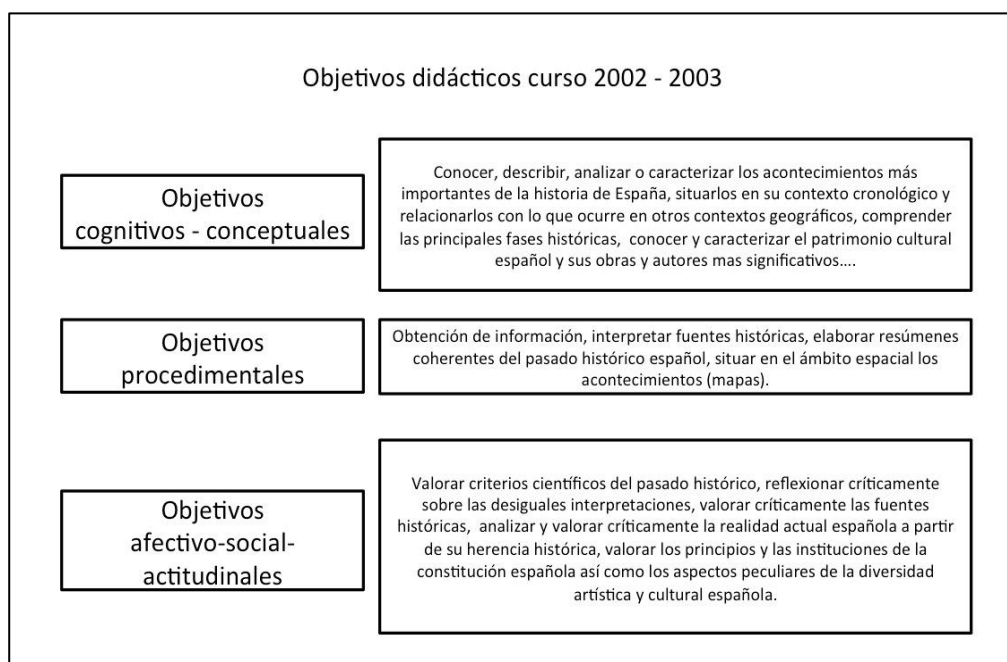 Objetivos didácticos curso 2002 - 2003
Objetivos
cognitivos - conceptuales
Conocer, describir, analizar o caracterizar los acontecimientos más
importantes de la historia de España, situarlos en su contexto cronológico y
relacionarlos con lo que ocurre en otros contextos geográficos, comprender
las principales fases históricas, conocer y caracterizar el patrimonio cultural
español y sus obras y autores mas significativos....
Objetivos
procedimentales
Obtención de información, interpretar fuentes históricas, elaborar resúmenes
coherentes del pasado histórico español, situar en el ámbito espacial los
acontecimientos (mapas).
Objetivos
afectivo-social-
actitudinales
Valorar criterios científicos del pasado histórico, reflexionar críticamente
sobre las desiguales interpretaciones, valorar críticamente las fuentes
históricas, analizar y valorar críticamente la realidad actual española a partir
de su herencia histórica, valorar los principios y las instituciones de la
constitución española así como los aspectos peculiares de la diversidad
artística y cultural española.